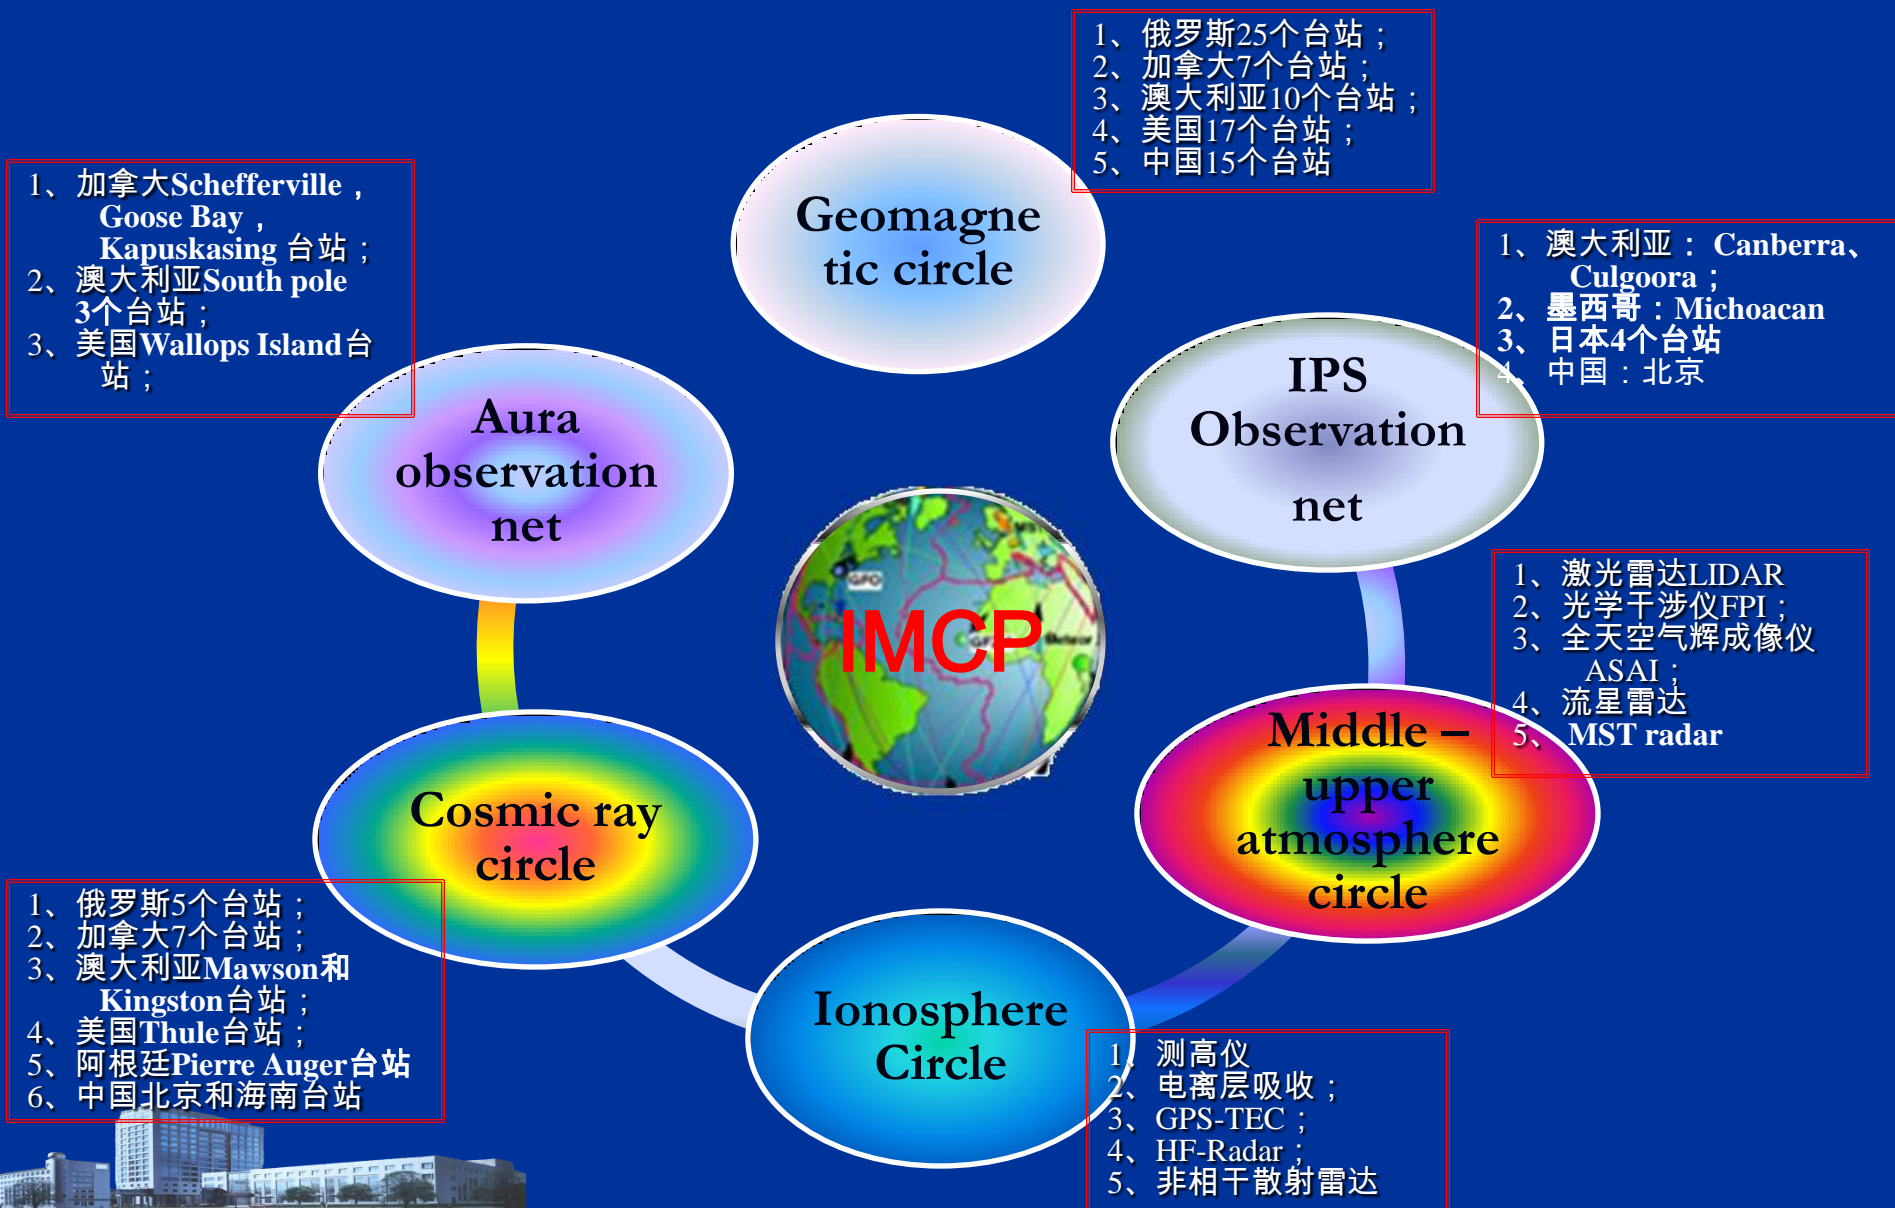 1、俄罗斯25个台站；
2、加拿大7个台站；
3、澳大利亚10个台站；
4、美国17个台站；
5、中国15个台站
Geomagne
tic circle
1、加拿大Schefferville，
Goose Bay，
Kapuskasing 台站；
2、澳大利亚South pole
3个台站；
3、美国Wallops Island台
站；
Aura
observation
net
1、澳大利亚： Canberra、
Culgoora；
2、墨西哥：Michoacan
3、日本4个台站
4、中国：北京
IPS
Observation
net
IMCP
GPO
MST
Meteor
1、激光雷达LIDAR
2、光学干涉仪FPI；
3、全天空气辉成像仪
ASAI；
4、流星雷达
5、 MST radar
Middle –
upper
atmosphere
circle
Cosmic ray
circle
1、俄罗斯5个台站；
2、加拿大7个台站；
3、澳大利亚Mawson和
Kingston台站；
4、美国Thule台站；
5、阿根廷Pierre Auger台站
6、中国北京和海南台站
Ionosphere
Circle
1、测高仪
2、电离层吸收；
3、GPS-TEC；
4、HF-Radar；
5、非相干散射雷达